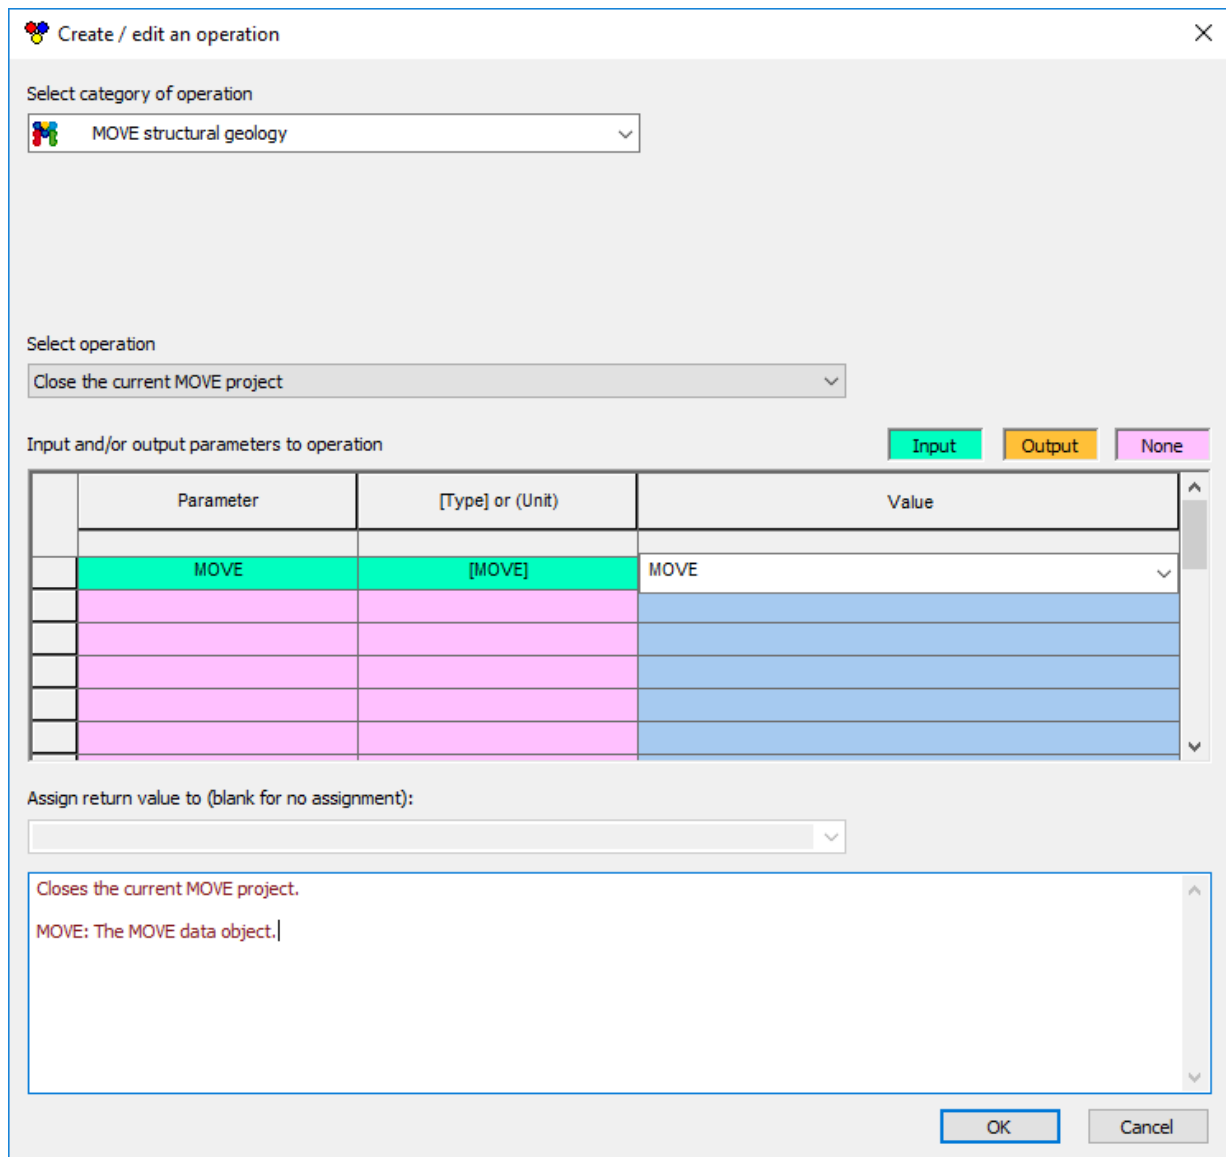 Create / edit an operation
Select category of operation
MOVE structural geology
Select operation
Close the current MOVE project
Input and/or output parameters to operation
Input Output None
Parameter [Type] or (Unit) Value
MOVE [MOVE] MOVE
Assign return value to (blank for no assignment):
Closes the current MOVE project.
MOVE: The MOVE data object.
OK Cancel